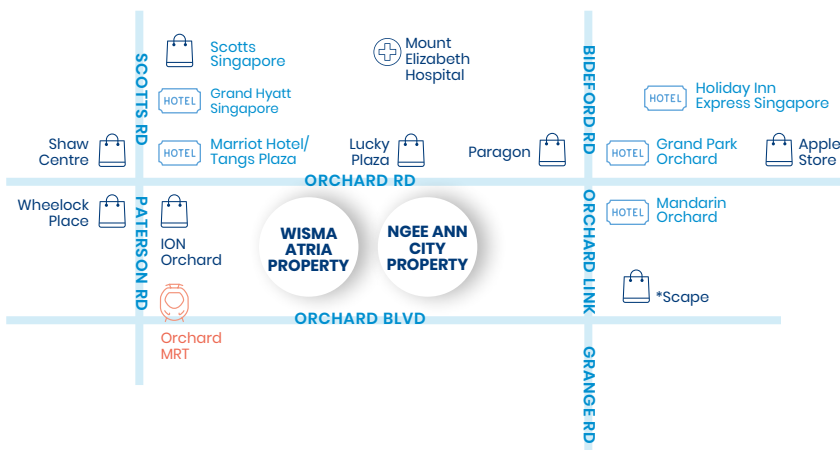 SCOTTS RD
Scotts
Singapore
Mount
Elizabeth
Hospital
BIDEFORD RD
HOTEL
Grand Hyatt
Singapore
HOTEL
Holiday Inn
Express Singapore
Shaw
Centre
HOTEL
Marriot Hotel/
Tangs Plaza
Lucky
Plaza
Paragon
HOTEL
Grand Park
Orchard
Apple
Store
ORCHARD RD
Wheelock
Place
PATERSON RD
ION
Orchard
WISMA
ATRIA
PROPERTY
NGEE ANN
CITY
PROPERTY
ORCHARD LINK
HOTEL
Mandarin
Orchard
*Scape
ORCHARD BLVD
Orchard
MRT
GRANGE RD